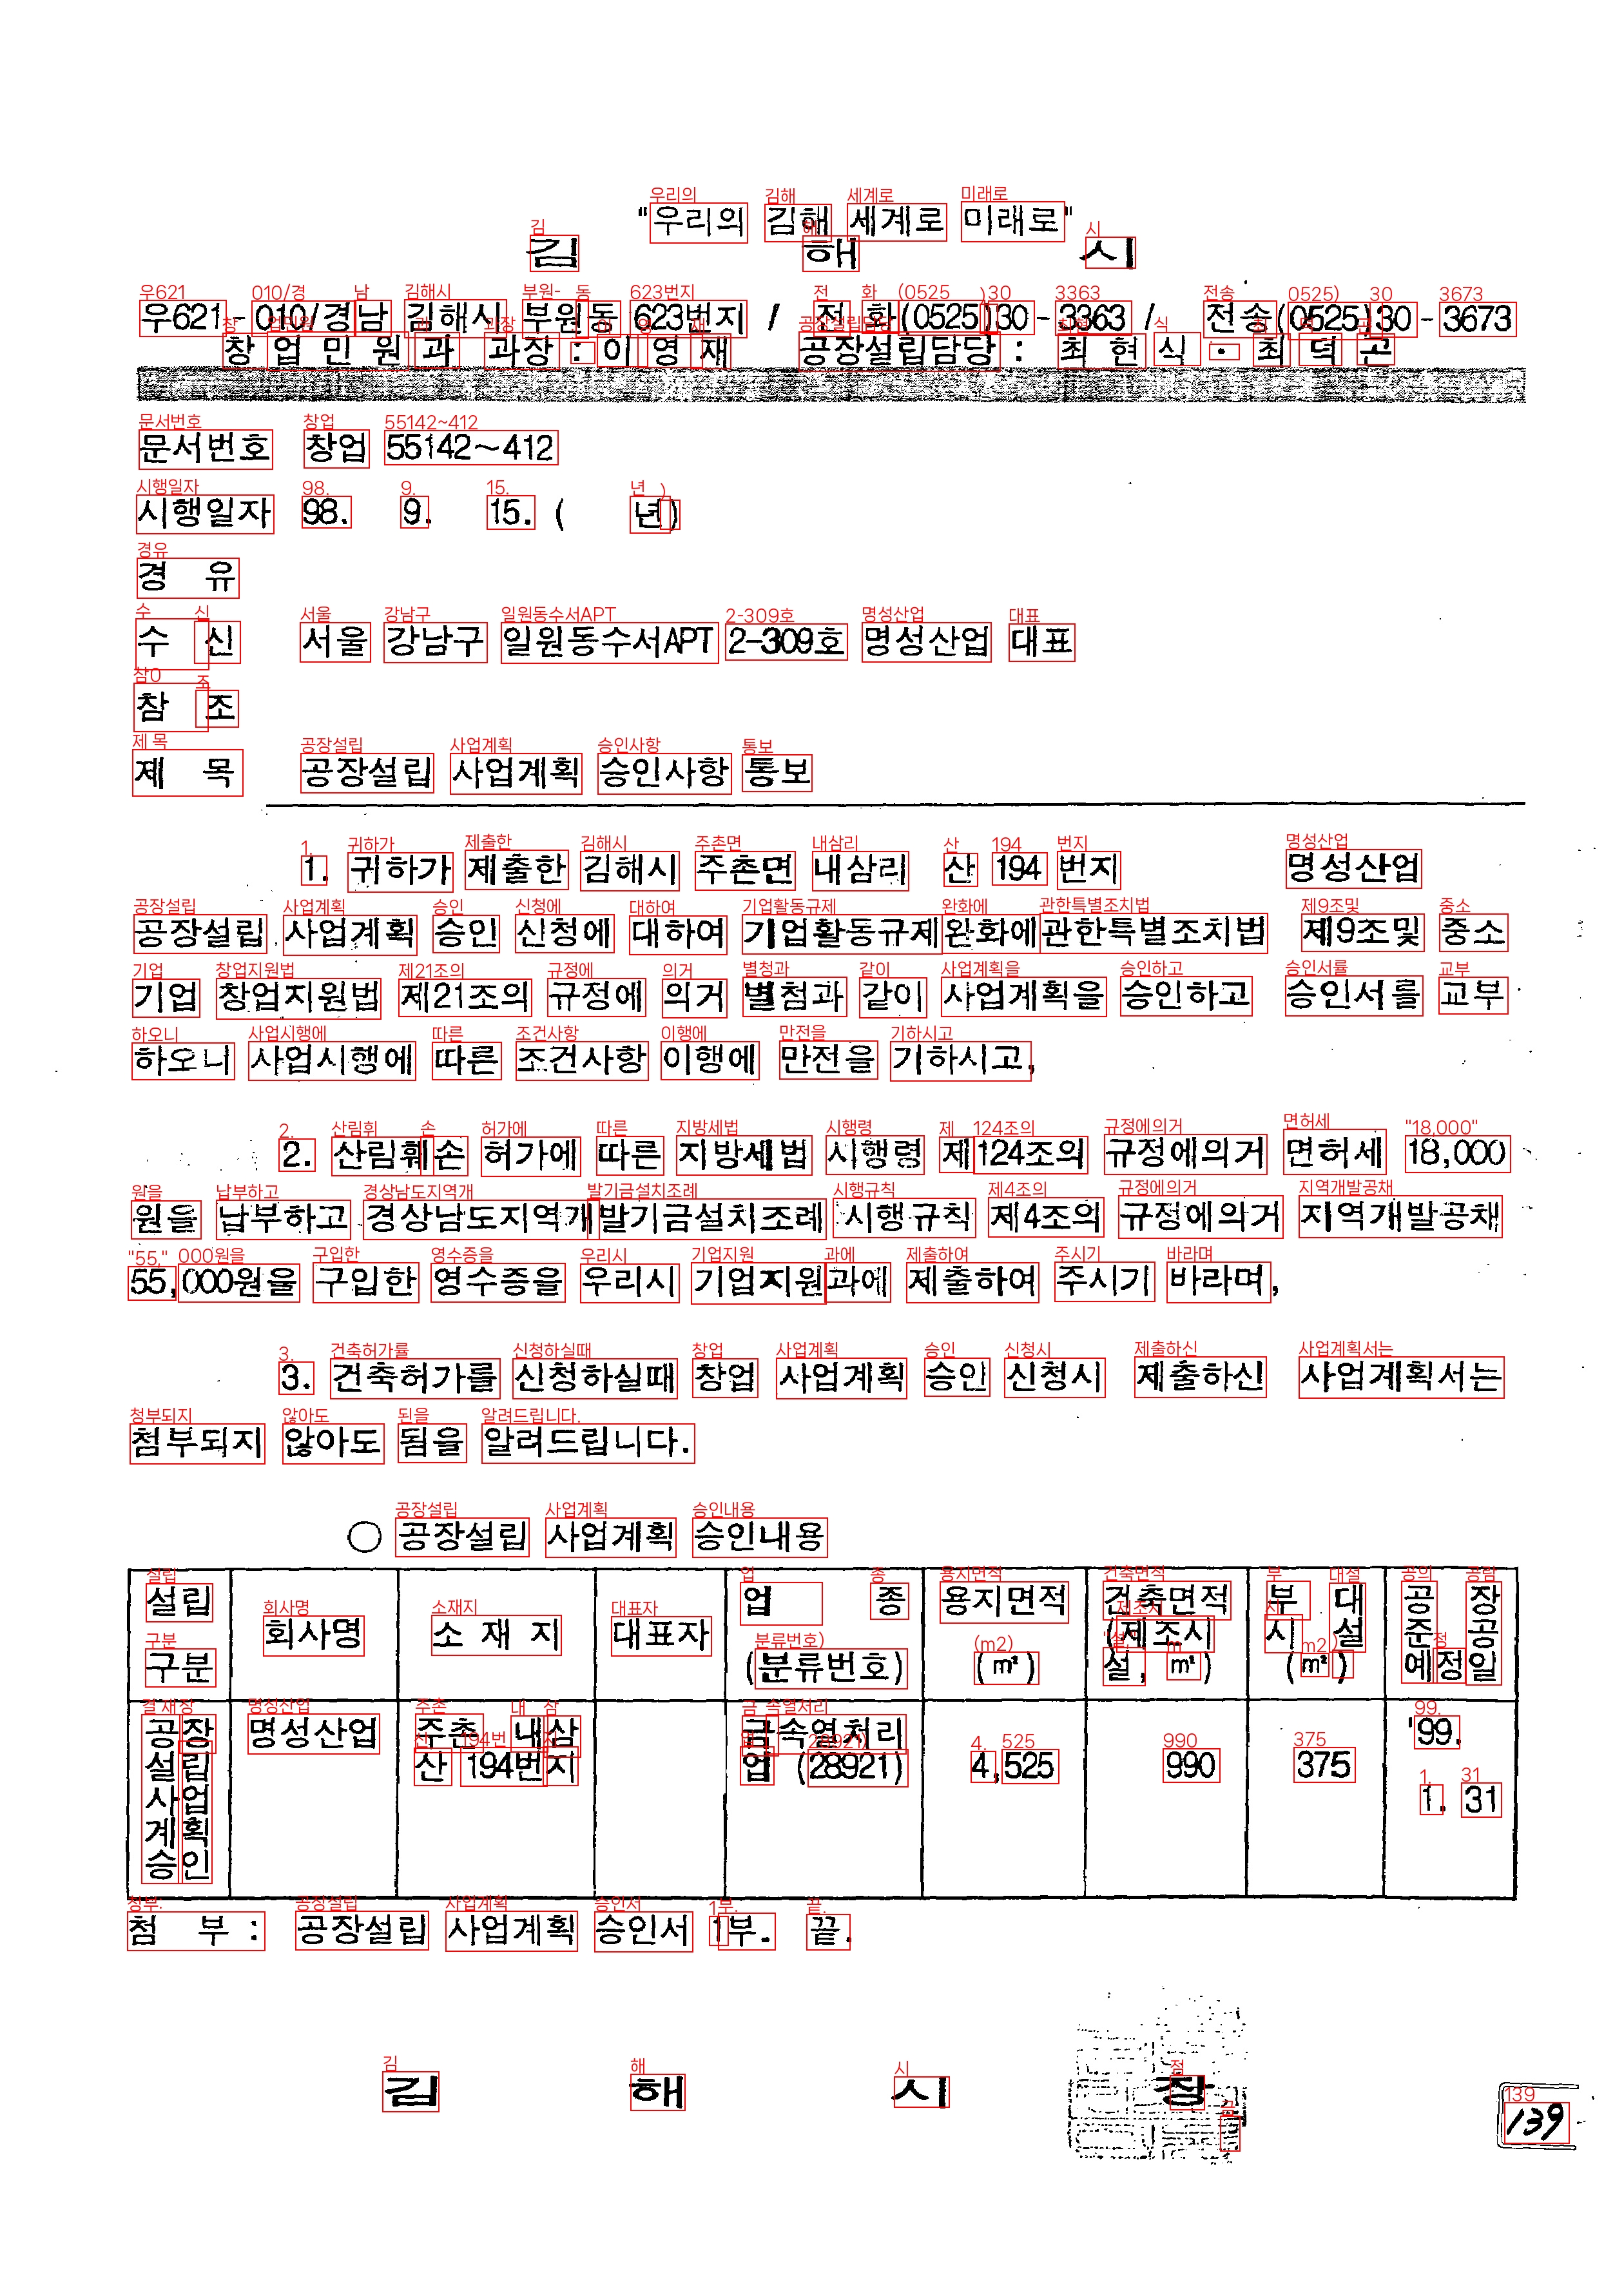 "우리의 김해 세계로 미래로"
김 해 시
우621-010/경남 김해시 부원동 623번지 / 전화(0525)30-3363 / 전송(0525)30-3673
창업민원과 과장 : 이영재 공장설립담당 : 최현식 · 최덕곤
문서번호 창업 55142~412
시행일자 98. 9. 15. ( 년)
경 유
수 신 서울 강남구 일원동수서APT 2-309호 명성산업 대표
참 조
제 목 공장설립 사업계획 승인사항 통보
1. 귀하가 제출한 김해시 주촌면 내삼리 산 194 번지 명성산업
공장설립 사업계획 승인 신청에 대하여 기업활동규제완화에관한특별조치법 제9조및 중소
기업 창업지원법 제21조의 규정에 의거 별첨과 같이 사업계획을 승인하고 승인서를 교부
하오니 사업시행에 따른 조건사항 이행에 만전을 기하시고,
2. 산림훼손 허가에 따른 지방세법 시행령 제124조의 규정에의거 면허세 18,000
원을 납부하고 경상남도지역개발기금설치조례 시행규칙 제4조의 규정에의거 지역개발공채
55,000원을 구입한 영수증을 우리시 기업지원과에 제출하여 주시기 바라며,
3. 건축허가를 신청하실때 창업 사업계획 승인 신청시 제출하신 사업계획서는
첨부되지 않아도 됨을 알려드립니다.
○ 공장설립 사업계획 승인내용
설립 구분 회사명 소 재 지 대표자 업 종 (분류번호) 용지면적 (m²) 건축면적 (제조시설, m²) 부대시설 (m²) 공장준공예정일
공장설립사업계획승인 명성산업 주촌 내삼 산 194번지 금속열처리업 (28921) 4,525 990 375 '99. 1. 31
첨 부 : 공장설립 사업계획 승인서 1부. 끝.
김 해 시 장
139